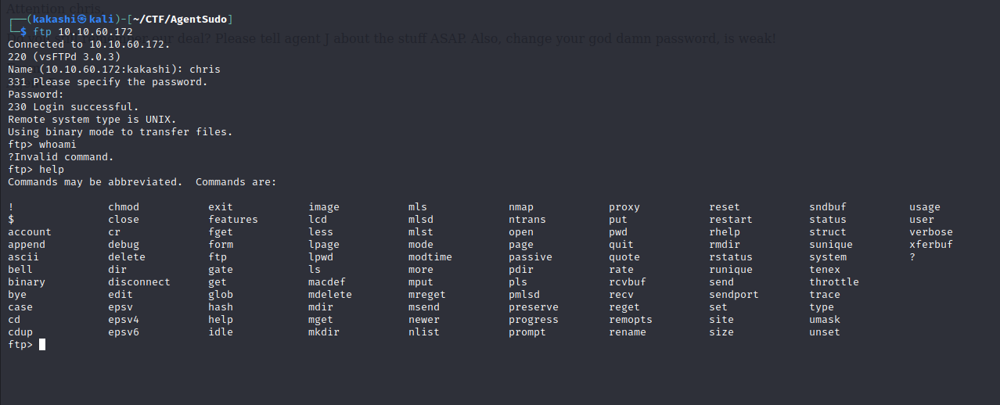 Attention chris
┌──(kakashi㉿kali)-[~/CTF/AgentSudo]
└─$ ftp 10.10.60.172
our deal? Please tell agent J about the stuff ASAP. Also, change your god damn password. is weak!
Connected to 10.10.60.172.
220 (vsFTPd 3.0.3)
Name (10.10.60.172:kakashi): chris
331 Please specify the password.
Password:
230 Login successful.
Remote system type is UNIX.
Using binary mode to transfer files.
ftp> whoami
?Invalid command.
ftp> help
Commands may be abbreviated.  Commands are:
! chmod exit image mls nmap proxy reset sndbuf usage
$ close features lcd mlsd ntrans put restart status user
account cr fget less mlst open pwd rhelp struct verbose
append debug form lpage mode page quit rmdir sunique xferbuf
ascii delete ftp lpwd modtime passive quote rstatus system ?
bell dir gate ls more pdir rate runique tenex
binary disconnect get macdef mput pls rcvbuf send throttle
bye edit glob mdelete mreget pmlsd recv sendport trace
case epsv hash mdir msend preserve reget set type
cd epsv4 help mget newer progress remopts site umask
cdup epsv6 idle mkdir nlist prompt rename size unset
ftp>